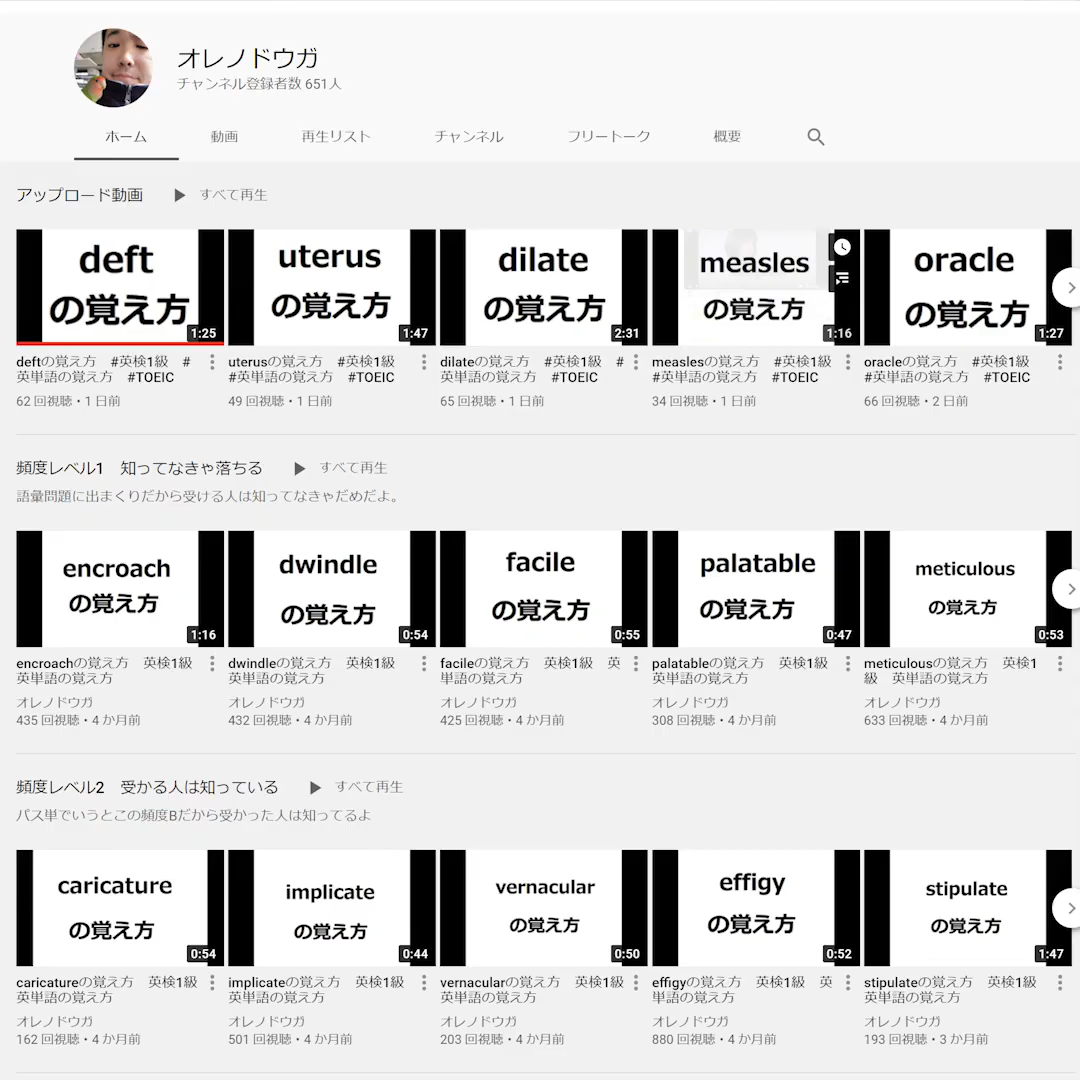 オレノドウガ
チャンネル登録者数 651人
ホーム 動画 再生リスト チャンネル フリートーク 概要
アップロード動画 すべて再生
deft
の覚え方
1:25
uterus
の覚え方
1:47
dilate
の覚え方
2:31
measles
の覚え方
1:16
oracle
の覚え方
1:27
deftの覚え方 #英検1級 #
英単語の覚え方 #TOEIC
62 回視聴・1 日前
uterusの覚え方 #英検1級
#英単語の覚え方 #TOEIC
49 回視聴・1 日前
dilateの覚え方 #英検1級 #
英単語の覚え方 #TOEIC
65 回視聴・1 日前
measlesの覚え方 #英検1級
#英単語の覚え方 #TOEIC
34 回視聴・1 日前
oracleの覚え方 #英検1級
#英単語の覚え方 #TOEIC
66 回視聴・2 日前
頻度レベル1 知ってなきゃ落ちる すべて再生
語彙問題に出まくりだから受ける人は知ってなきゃだめだよ。
encroach
の覚え方
1:16
dwindle
の覚え方
0:54
facile
の覚え方
0:55
palatable
の覚え方
0:47
meticulous
の覚え方
0:53
encroachの覚え方 英検1級
英単語の覚え方
オレノドウガ
435 回視聴・4 か月前
dwindleの覚え方 英検1級
英単語の覚え方
オレノドウガ
432 回視聴・4 か月前
facileの覚え方 英検1級 英
単語の覚え方
オレノドウガ
425 回視聴・4 か月前
palatableの覚え方 英検1級
英単語の覚え方
オレノドウガ
308 回視聴・4 か月前
meticulousの覚え方 英検1
級 英単語の覚え方
オレノドウガ
633 回視聴・4 か月前
頻度レベル2 受かる人は知っている すべて再生
パス単でいうとこの頻度Bだから受かった人は知ってるよ
caricature
の覚え方
0:54
implicate
の覚え方
0:44
vernacular
の覚え方
0:50
effigy
の覚え方
0:52
stipulate
の覚え方
1:47
caricatureの覚え方 英検1級
英単語の覚え方
オレノドウガ
162 回視聴・4 か月前
implicateの覚え方 英検1級
英単語の覚え方
オレノドウガ
501 回視聴・4 か月前
vernacularの覚え方 英検1級
英単語の覚え方
オレノドウガ
203 回視聴・4 か月前
effigyの覚え方 英検1級 英
単語の覚え方
オレノドウガ
880 回視聴・4 か月前
stipulateの覚え方 英検1級
英単語の覚え方
オレノドウガ
193 回視聴・3 か月前